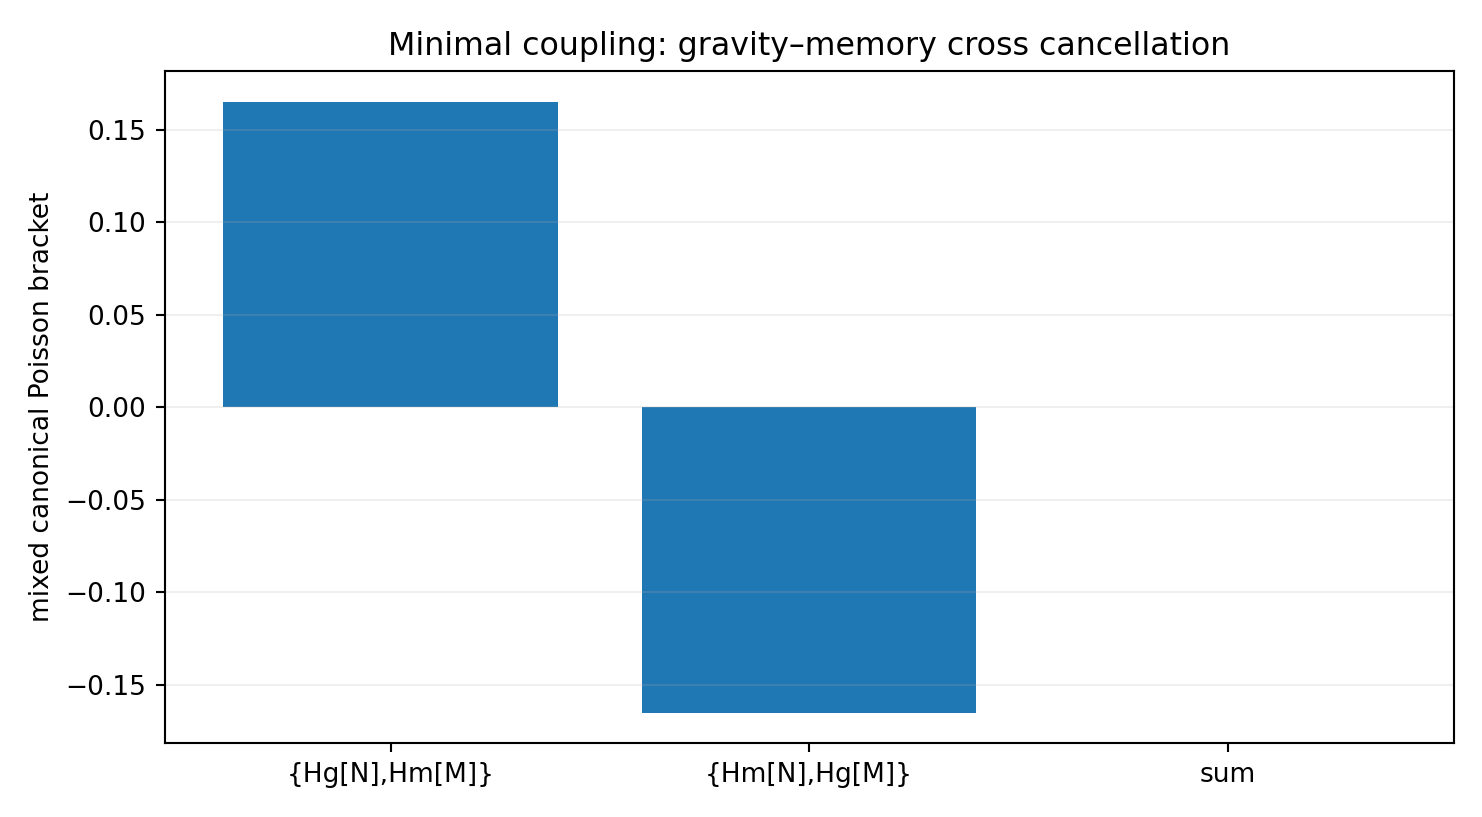 Minimal coupling: gravity–memory cross cancellation
mixed canonical Poisson bracket
0.15
0.10
0.05
0.00
−0.05
−0.10
−0.15
{Hg[N],Hm[M]}
{Hm[N],Hg[M]}
sum